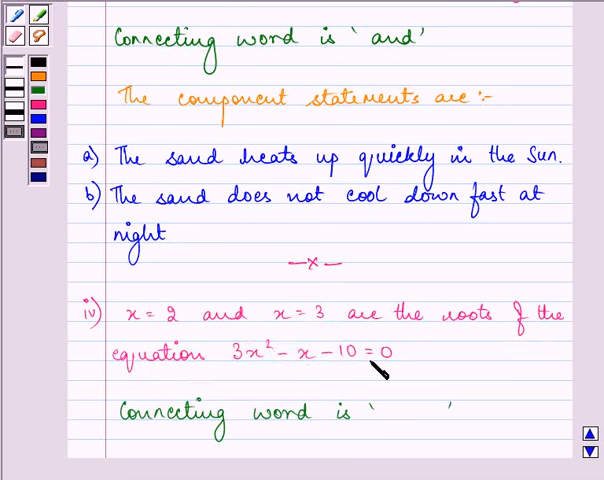 Connecting word is ' and'
The component statements are :-
a) The sand heats up quickly in the Sun.
b) The sand does not cool down fast at
night
—x—
iv) x = 2 and x = 3 are the roots of the
equation 3x² - x - 10 = 0
Connecting word is ' '